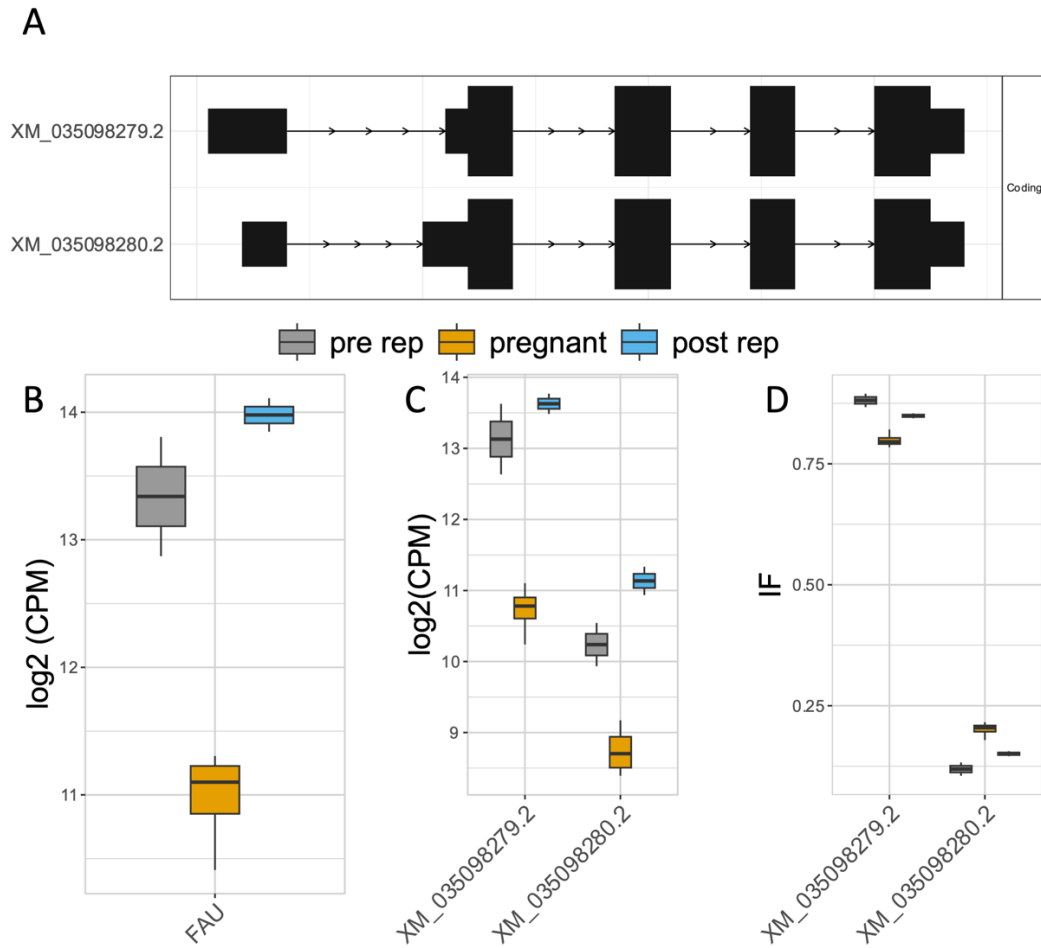 A
XM_035098279.2
XM_035098280.2
Coding
pre rep pregnant post rep
B
14
13
12
11
log2 (CPM)
FAU
C
14
13
12
11
10
9
log2(CPM)
XM_035098279.2
XM_035098280.2
D
0.75
0.50
0.25
IF
XM_035098279.2
XM_035098280.2